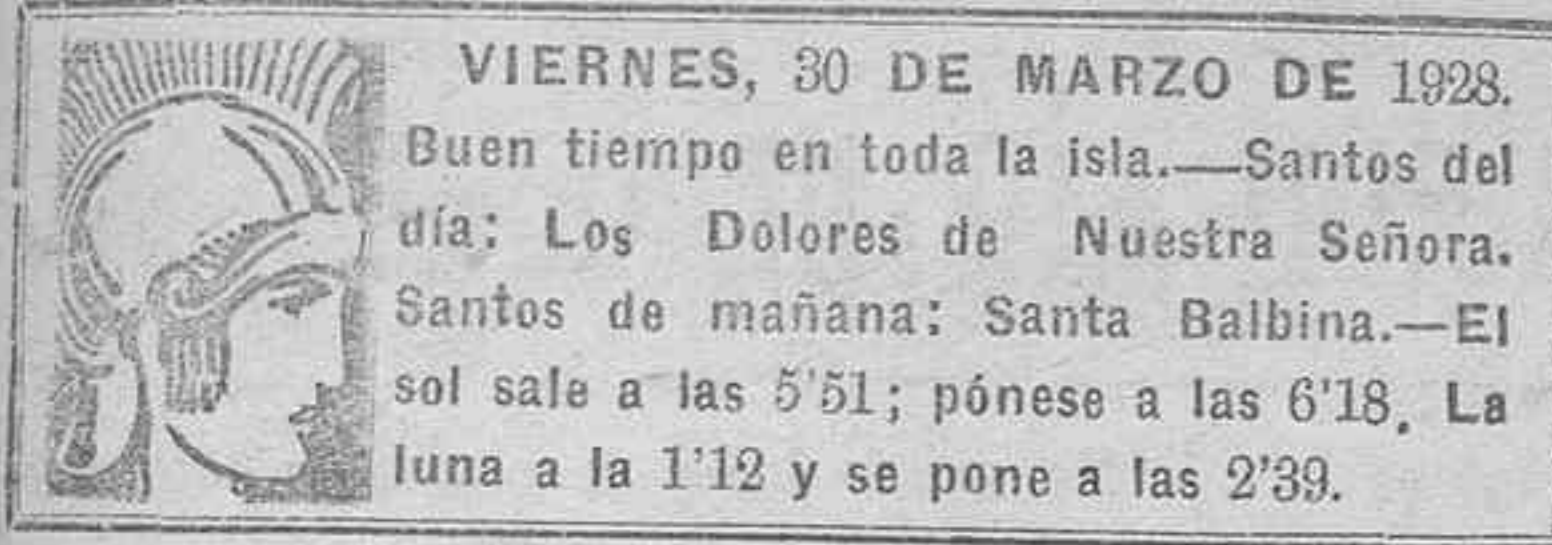 VIERNES, 30 DE MARZO DE 1928.
Buen tiempo en toda la isla.—Santos del
día: Los Dolores de Nuestra Señora.
Santos de mañana: Santa Balbina.—El
sol sale a las 5'51; pónese a las 6'18. La
luna a la 1'12 y se pone a las 2'39.